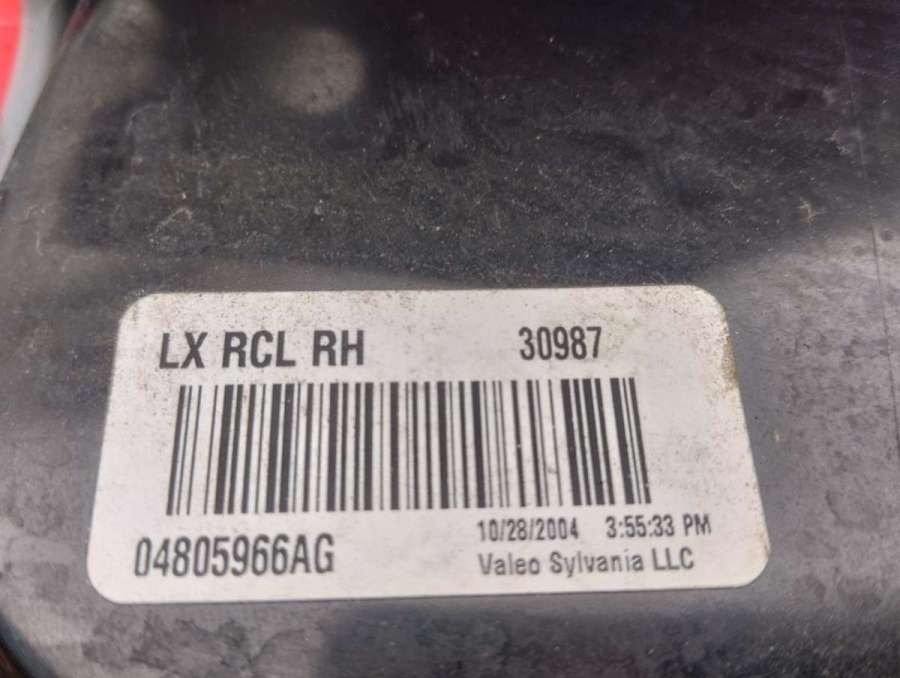 LX RCL RH 30987
04805966AG
10/28/2004 3:55:33 PM
Valeo Sylvania LLC